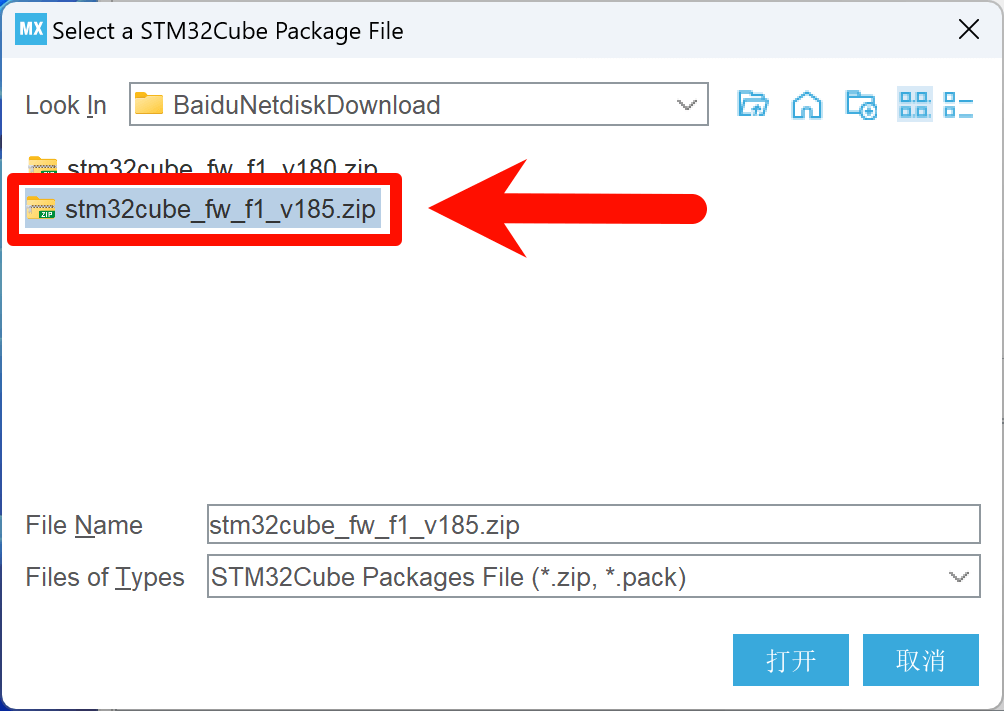 MX Select a STM32Cube Package File
Look In BaiduNetdiskDownload
stm32cube_fw_f1_v180.zip
ZIP stm32cube_fw_f1_v185.zip
File Name stm32cube_fw_f1_v185.zip
Files of Types STM32Cube Packages File (*.zip, *.pack)
打开 取消